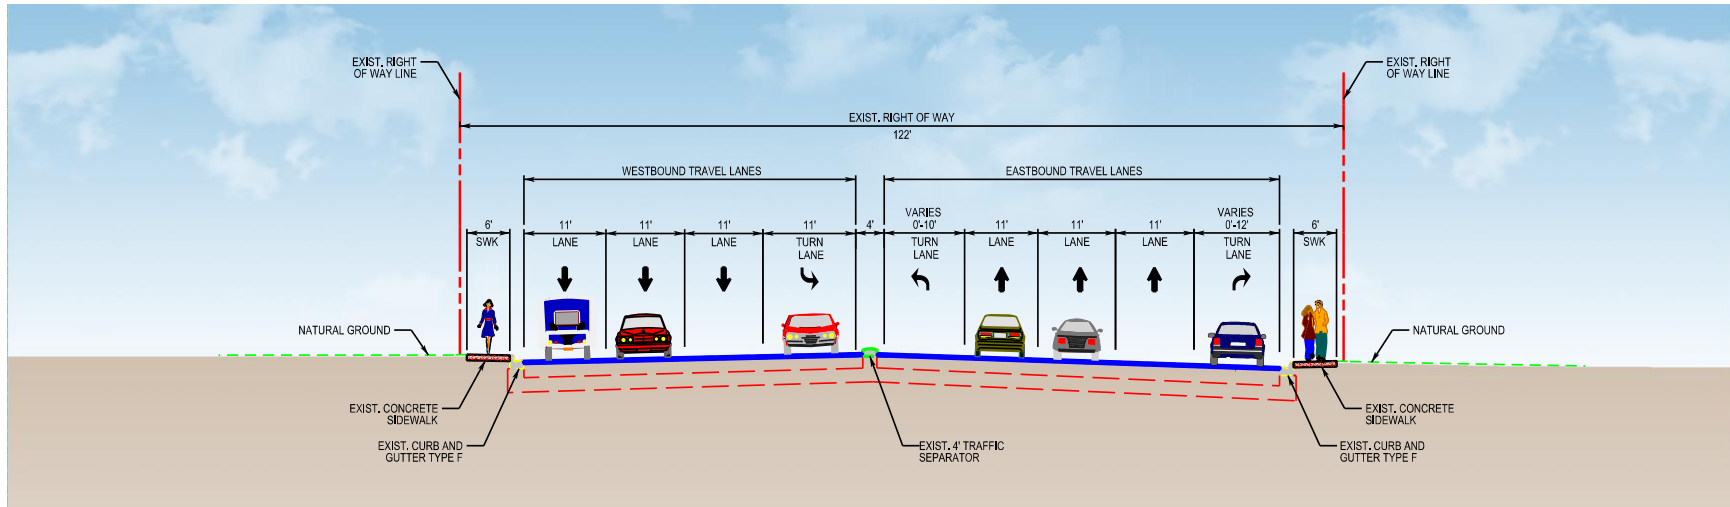 EXIST. RIGHT
OF WAY LINE
EXIST. RIGHT
OF WAY LINE
EXIST. RIGHT OF WAY
122'
WESTBOUND TRAVEL LANES
EASTBOUND TRAVEL LANES
6'
SWK
11'
LANE
11'
LANE
11'
LANE
11'
TURN
LANE
4'
VARIES
0'-10'
TURN
LANE
11'
LANE
11'
LANE
11'
LANE
VARIES
0'-12'
TURN
LANE
6'
SWK
NATURAL GROUND
NATURAL GROUND
EXIST. CONCRETE
SIDEWALK
EXIST. CURB AND
GUTTER TYPE F
EXIST. 4' TRAFFIC
SEPARATOR
EXIST. CONCRETE
SIDEWALK
EXIST. CURB AND
GUTTER TYPE F